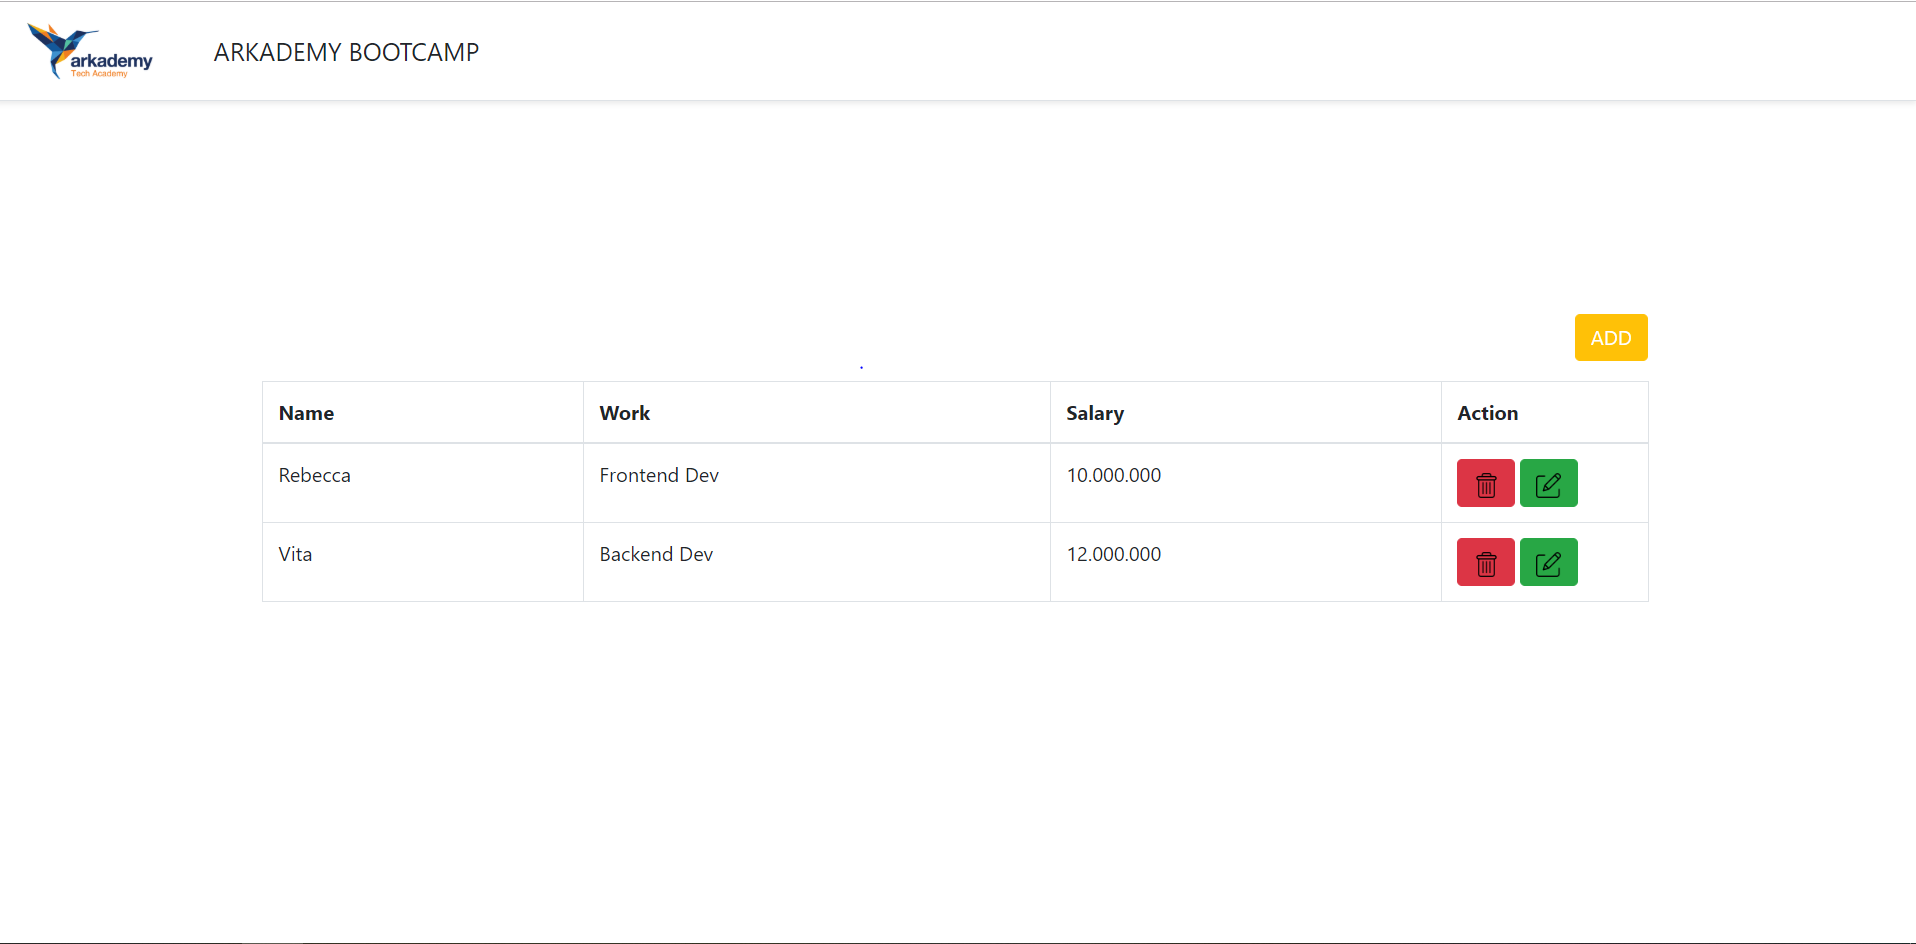 arkademy
Tech Academy
ARKADEMY BOOTCAMP
ADD
Name Work Salary Action
Rebecca Frontend Dev 10.000.000
Vita Backend Dev 12.000.000